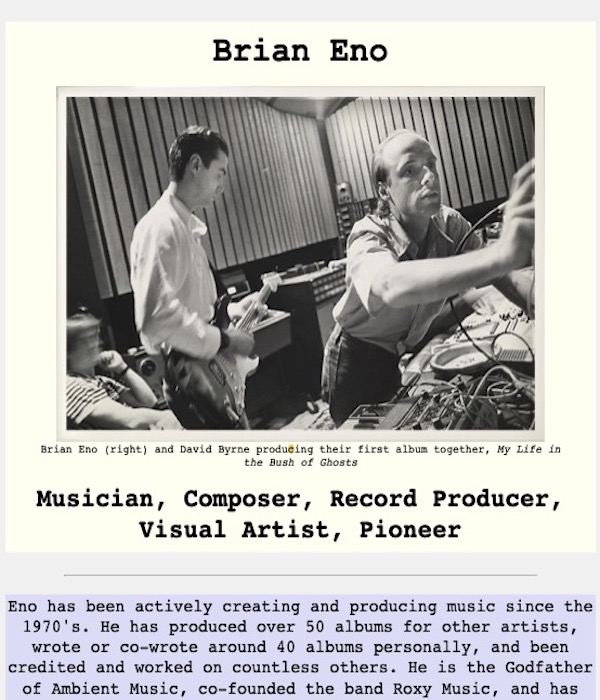 Brian Eno
Brian Eno (right) and David Byrne producing their first album together, My Life in
the Bush of Ghosts
Musician, Composer, Record Producer,
Visual Artist, Pioneer
Eno has been actively creating and producing music since the
1970's. He has produced over 50 albums for other artists,
wrote or co-wrote around 40 albums personally, and been
credited and worked on countless others. He is the Godfather
of Ambient Music, co-founded the band Roxy Music, and has